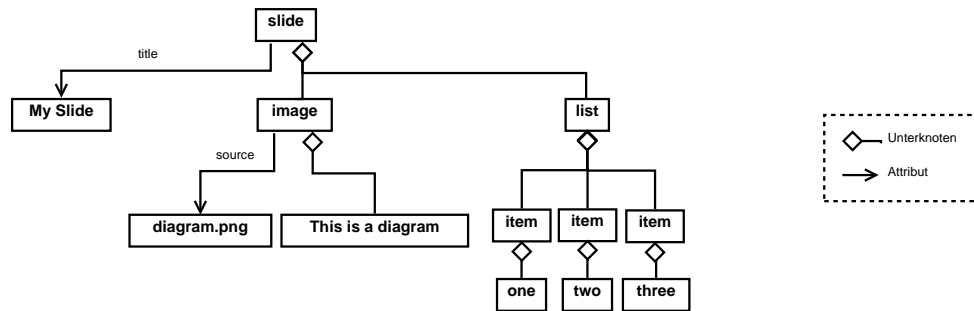 slide
title
My Slide
image
list
Unterknoten
source
Attribut
diagram.png
This is a diagram
item
item
item
one
two
three